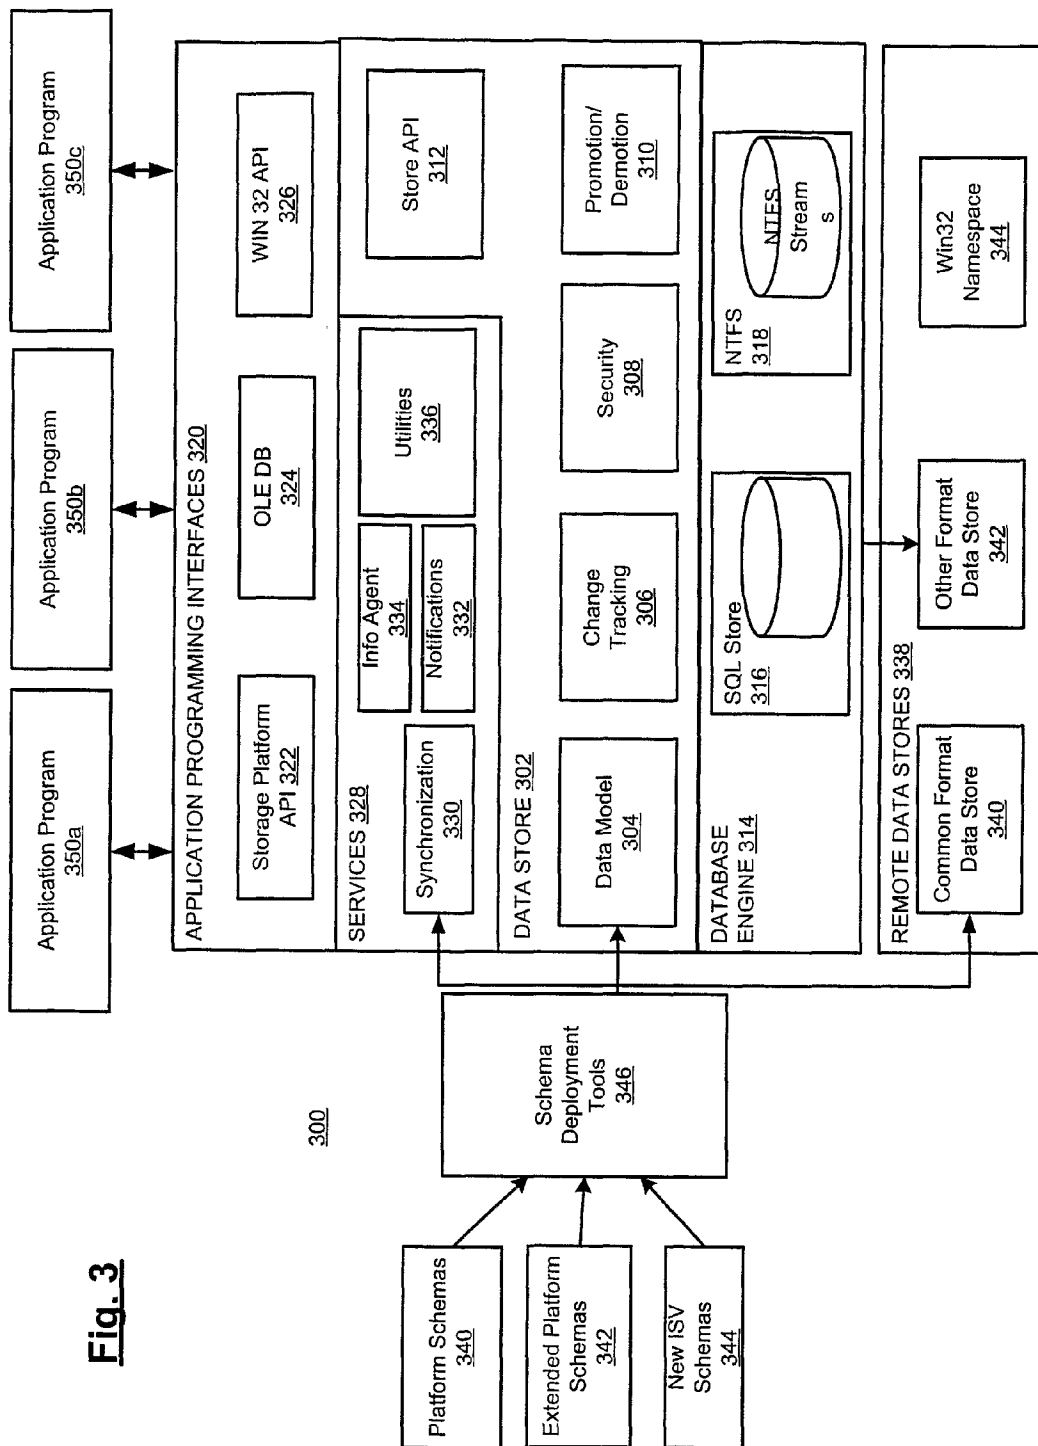 Application Program
350a
Application Program
350b
Application Program
350c
APPLICATION PROGRAMMING INTERFACES 320
Storage Platform
API 322
OLE DB
324
WIN 32 API
326
SERVICES 328
Synchronization
330
Info Agent
334
Notifications
332
Utilities
336
Store API
312
DATA STORE 302
Data Model
304
Change
Tracking
306
Security
308
Promotion/
Demotion
310
DATABASE
ENGINE 314
SQL Store
316
NTFS
318
NTFS
Stream
s
REMOTE DATA STORES 338
Common Format
Data Store
340
Other Format
Data Store
342
Win32
Namespace
344
300
Schema
Deployment
Tools
346
Platform Schemas
340
Extended Platform
Schemas
342
New ISV
Schemas
344
Fig. 3